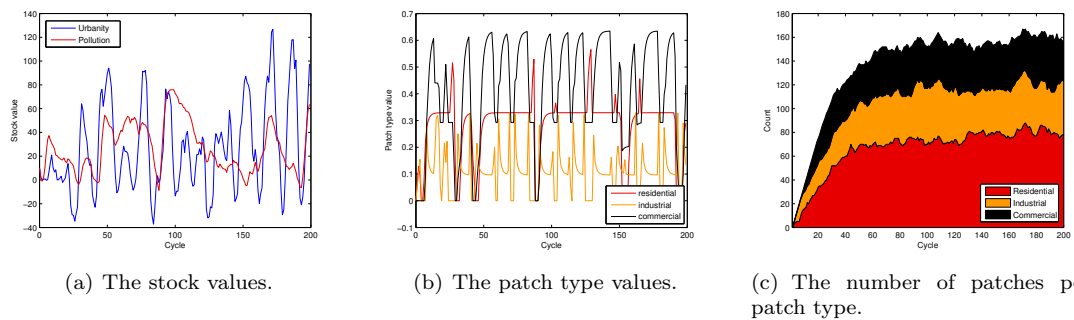 140
120
100
80
60
40
20
0
−20
−40
0
50
100
150
200
Cycle
Stock value
Urbanity
Pollution
0.7
0.6
0.5
0.4
0.3
0.2
0.1
0
−0.1
0
50
100
150
200
Cycle
Patch type value
residential
industrial
commercial
180
160
140
120
100
80
60
40
20
0
20
40
60
80
100
120
140
160
180
200
Cycle
Count
Residential
Industrial
Commercial
(a) The stock values.
(b) The patch type values.
(c) The number of patches pe
patch type.